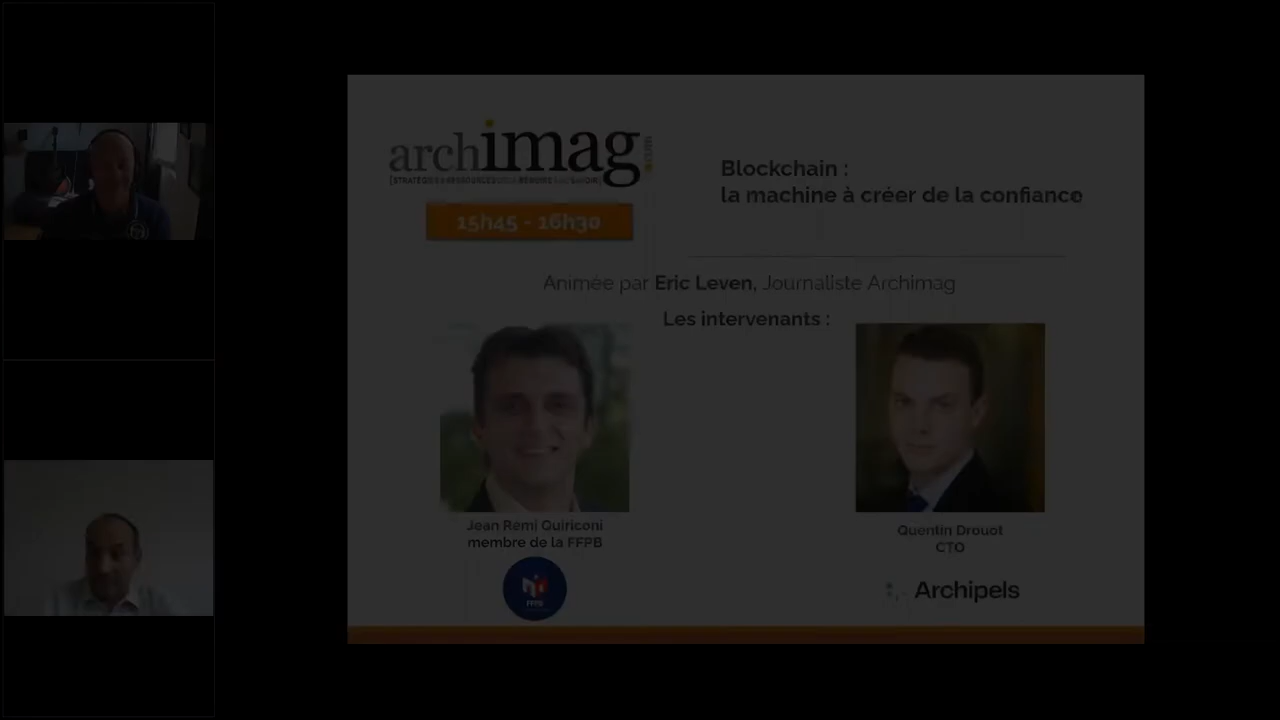 archimag
15h45 - 16h30
Blockchain :
la machine à créer de la confiance
Animée par Eric Leven, Journaliste Archimag
Les intervenants :
Jean Rémi Quiriconi
membre de la FFPB
FFPB
Quentin Drouot
CTO
Archipels